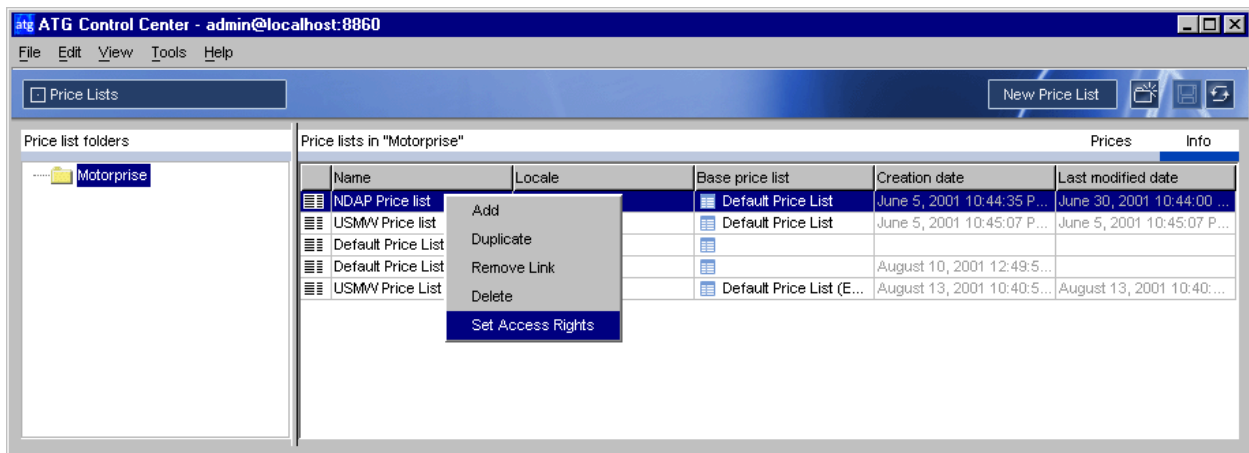 atg ATG Control Center - admin@localhost:8860
File Edit View Tools Help
Price Lists New Price List
Price list folders Price lists in "Motorprise" Prices Info
Motorprise
Name Locale Base price list Creation date Last modified date
NDAP Price list Default Price List June 5, 2001 10:44:35 P... June 30, 2001 10:44:00 ...
USMW Price list Default Price List June 5, 2001 10:45:07 P... June 5, 2001 10:45:07 P...
Default Price List
Default Price List August 10, 2001 12:49:5...
USMW Price List Default Price List (E... August 13, 2001 10:40:5... August 13, 2001 10:40:...
Add
Duplicate
Remove Link
Delete
Set Access Rights